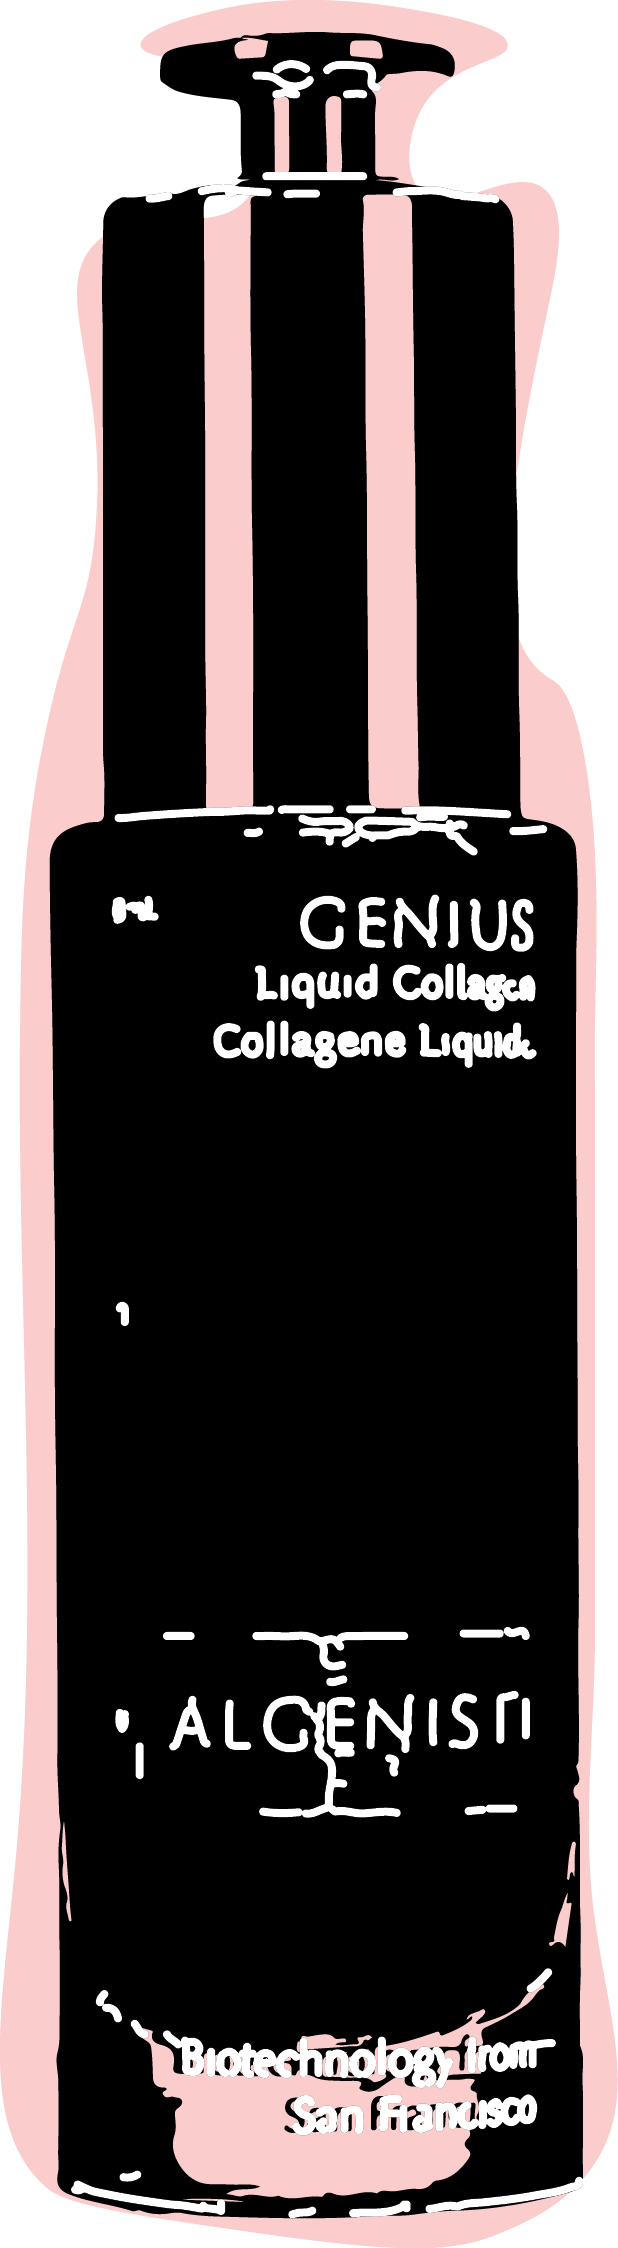 GENIUS
Liquid Collagen
Collagene Liquide
ALGENIST
Biotechnology from
San Francisco